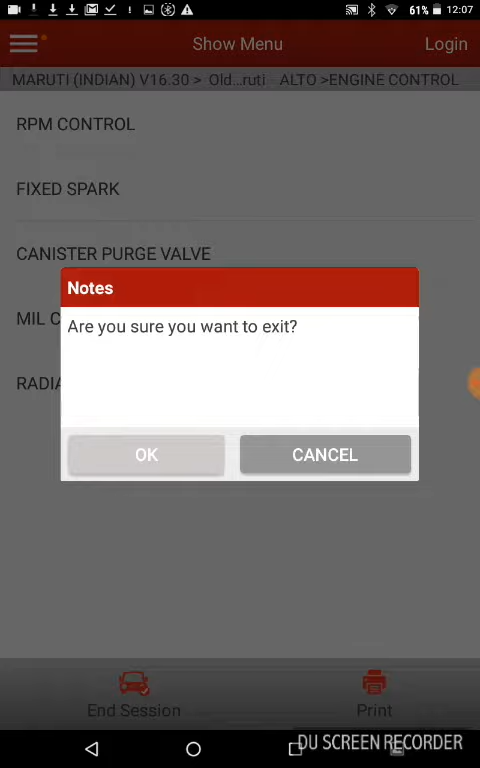 61% 12:07
Show Menu Login
MARUTI (INDIAN) V16.30 > Old...ruti ALTO >ENGINE CONTROL
RPM CONTROL
FIXED SPARK
CANISTER PURGE VALVE
Notes
MIL C
Are you sure you want to exit?
RADIA
OK CANCEL
End Session Print
DU SCREEN RECORDER